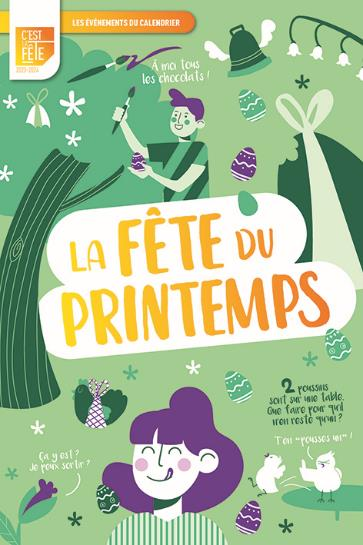 C'EST
LA
FÊTE
2023-2024
LES ÉVÉNEMENTS DU CALENDRIER
À moi tous
les chocolats !
LA FÊTE DU
PRINTEMPS
2 poussins
sont sur une table.
Que faire pour qu'il
n'en reste qu'un ?
T'en "pousses un" !
Ça y est ?
Je peux sortir ?